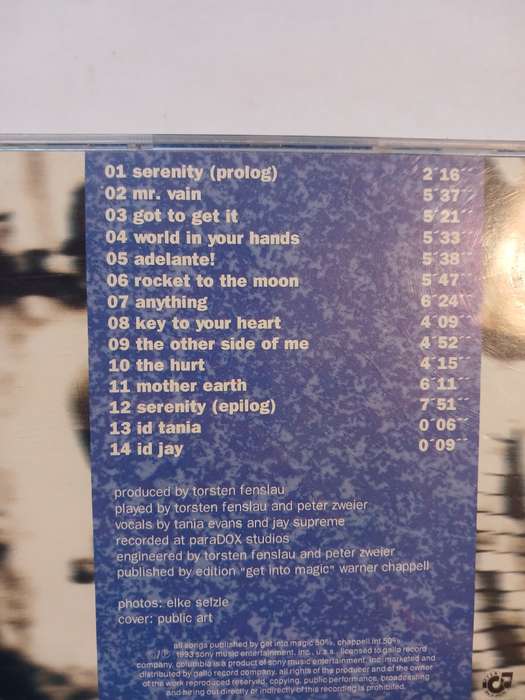 01 serenity (prolog) 2´16´´
02 mr. vain 5´37´´
03 got to get it 5´21´´
04 world in your hands 5´33´´
05 adelante! 5´38´´
06 rocket to the moon 5´47´´
07 anything 6´24´´
08 key to your heart 4´09´´
09 the other side of me 4´52´´
10 the hurt 4´15´´
11 mother earth 6´11´´
12 serenity (epilog) 7´51´´
13 id tania 0´06´´
14 id jay 0´09´´
produced by torsten fenslau
played by torsten fenslau and peter zweier
vocals by tania evans and jay supreme
recorded at paraDOX studios
engineered by torsten fenslau and peter zweier
published by edition "get into magic" warner chappell
photos: elke selzle
cover: public art
all songs published by get into magic 50%, chappell int 50%
1993 sony music entertainment, inc., u.s.a., licensed to gallo record
company. columbia is a product of sony music entertainment, inc. marketed and
distributed by gallo record company. all rights of the producer and of the owner
of the work reproduced reserved. copying, public performance, broadcasting
and hiring out directly or indirectly of this recording is prohibited.